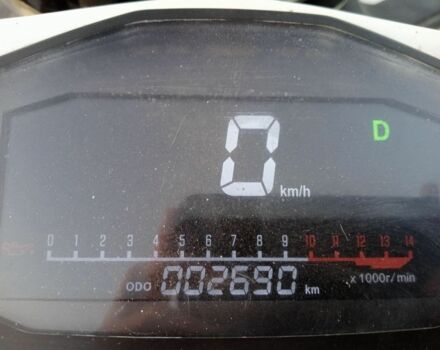 D
0 km/h
0 1 2 3 4 5 6 7 8 9 10 11 12 13 14
x 1000r/min
ODO 002690 km